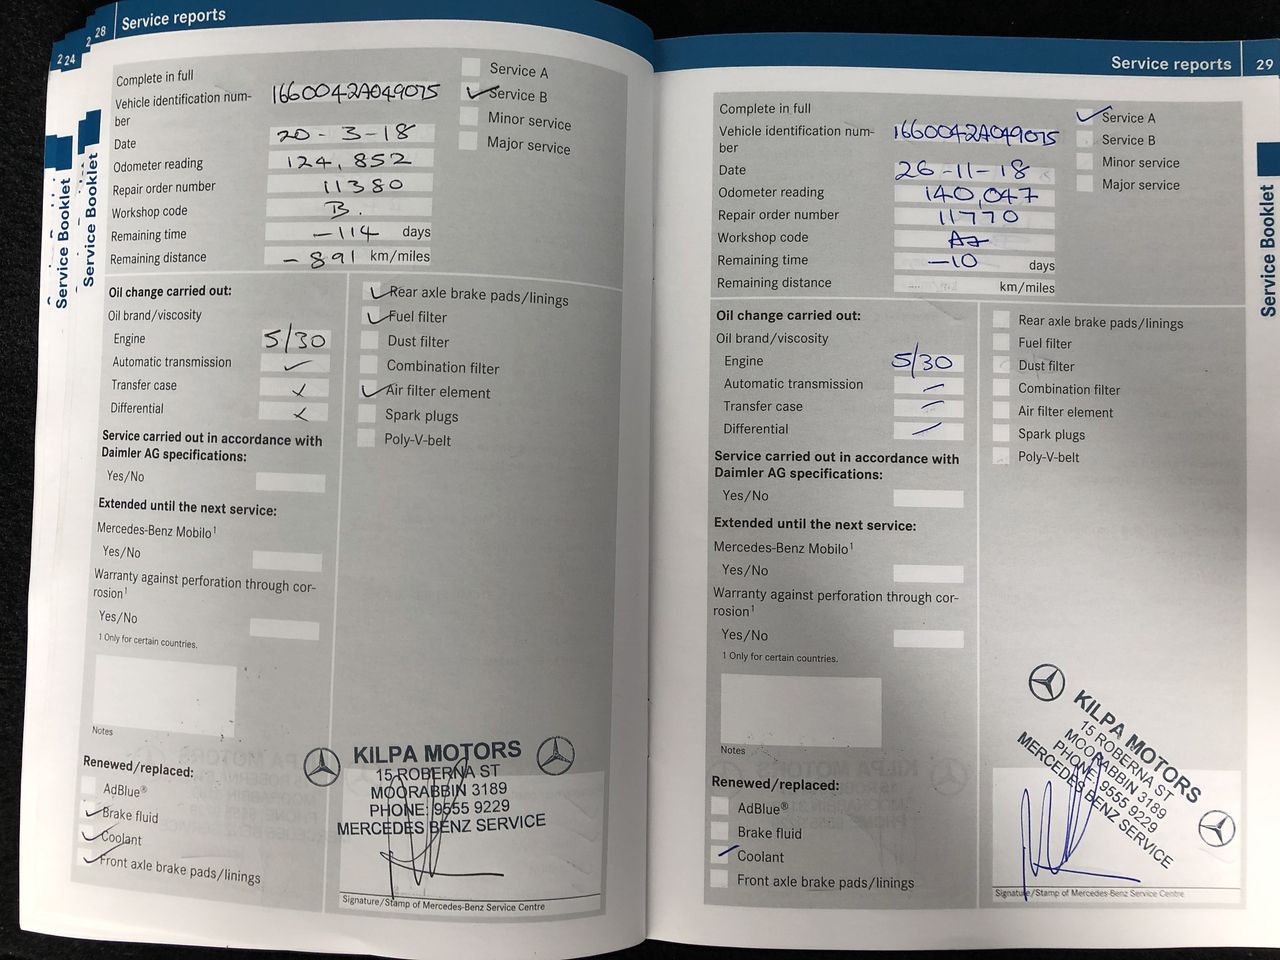 2 24
2 28 Service reports
Service Booklet
Service Booklet
Complete in full
Vehicle identification num-
ber
1660042A049075
Date 20-3-18
Odometer reading 124,852
Repair order number 11380
Workshop code B.
Remaining time -114 days
Remaining distance -891 km/miles
Service A
Service B
Minor service
Major service
Oil change carried out:
Oil brand/viscosity
Engine 5/30
Automatic transmission
Transfer case
Differential
Service carried out in accordance with
Daimler AG specifications:
Yes/No
Extended until the next service:
Mercedes-Benz Mobilo1
Yes/No
Warranty against perforation through cor-
rosion1
Yes/No
1 Only for certain countries.
Notes
Renewed/replaced:
AdBlue®
Brake fluid
Coolant
Front axle brake pads/linings
Rear axle brake pads/linings
Fuel filter
Dust filter
Combination filter
Air filter element
Spark plugs
Poly-V-belt
KILPA MOTORS
15 ROBERNA ST
MOORABBIN 3189
PHONE: 9555 9229
MERCEDES BENZ SERVICE
Signature/Stamp of Mercedes-Benz Service Centre
Service reports 29
Complete in full
Vehicle identification num-
ber
1660042A049075
Date 26-11-18
Odometer reading 140,047
Repair order number 11770
Workshop code
Remaining time -10 days
Remaining distance km/miles
Service A
Service B
Minor service
Major service
Oil change carried out:
Oil brand/viscosity
Engine 5/30
Automatic transmission
Transfer case
Differential
Service carried out in accordance with
Daimler AG specifications:
Yes/No
Extended until the next service:
Mercedes-Benz Mobilo1
Yes/No
Warranty against perforation through cor-
rosion1
Yes/No
1 Only for certain countries.
Notes
Renewed/replaced:
AdBlue®
Brake fluid
Coolant
Front axle brake pads/linings
Rear axle brake pads/linings
Fuel filter
Dust filter
Combination filter
Air filter element
Spark plugs
Poly-V-belt
KILPA MOTORS
15 ROBERNA ST
MOORABBIN 3189
PHONE: 9555 9229
MERCEDES BENZ SERVICE
Signature/Stamp of Mercedes-Benz Service Centre
Service Booklet